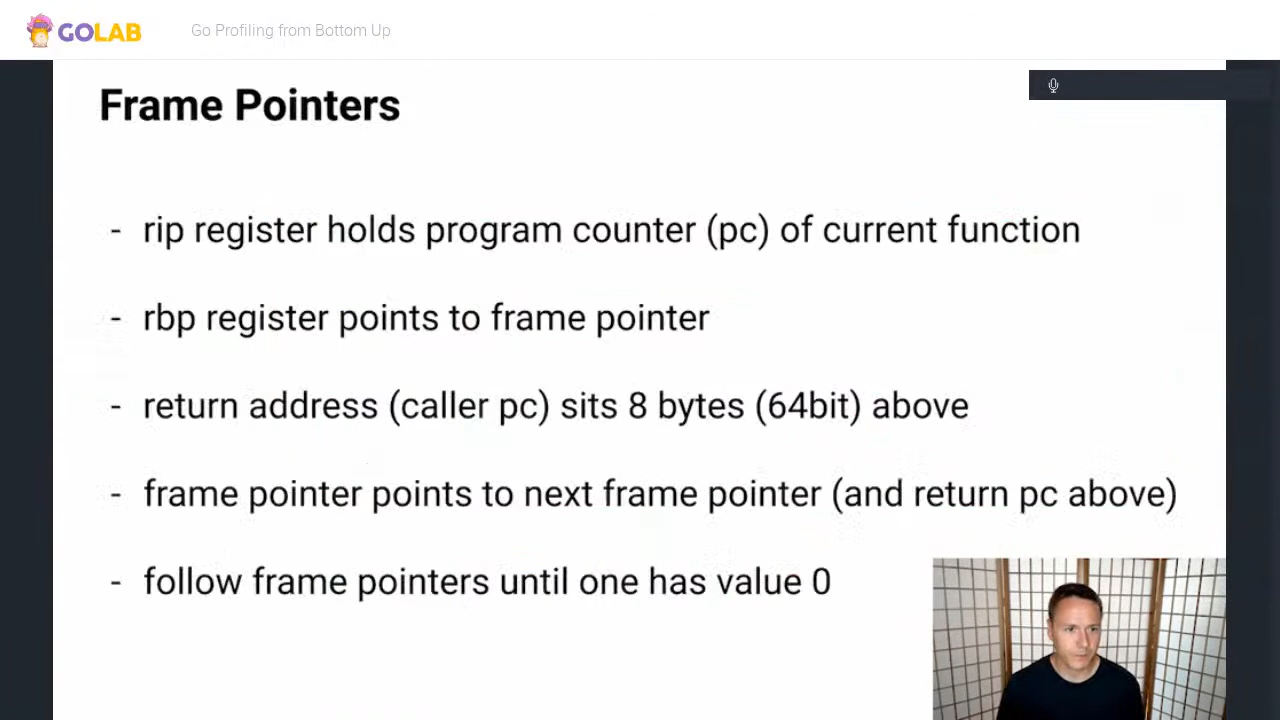 GOLAB
Go Profiling from Bottom Up
Frame Pointers
- rip register holds program counter (pc) of current function
- rbp register points to frame pointer
- return address (caller pc) sits 8 bytes (64bit) above
- frame pointer points to next frame pointer (and return pc above)
- follow frame pointers until one has value 0